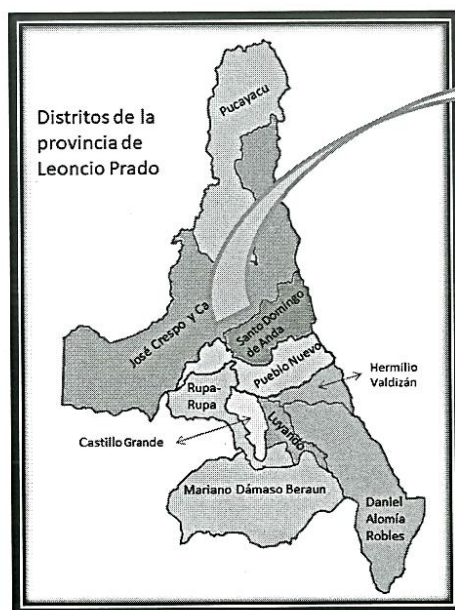 Distritos de la
provincia de
Leoncio Prado
Pucayacu
José Crespo y Ca
Santo Domingo
de Anda
Pueblo Nuevo
Hermilio
Valdizán
Rupa-
Rupa
Castillo Grande
Luyando
Mariano Dámaso Beraun
Daniel
Alomía
Robles